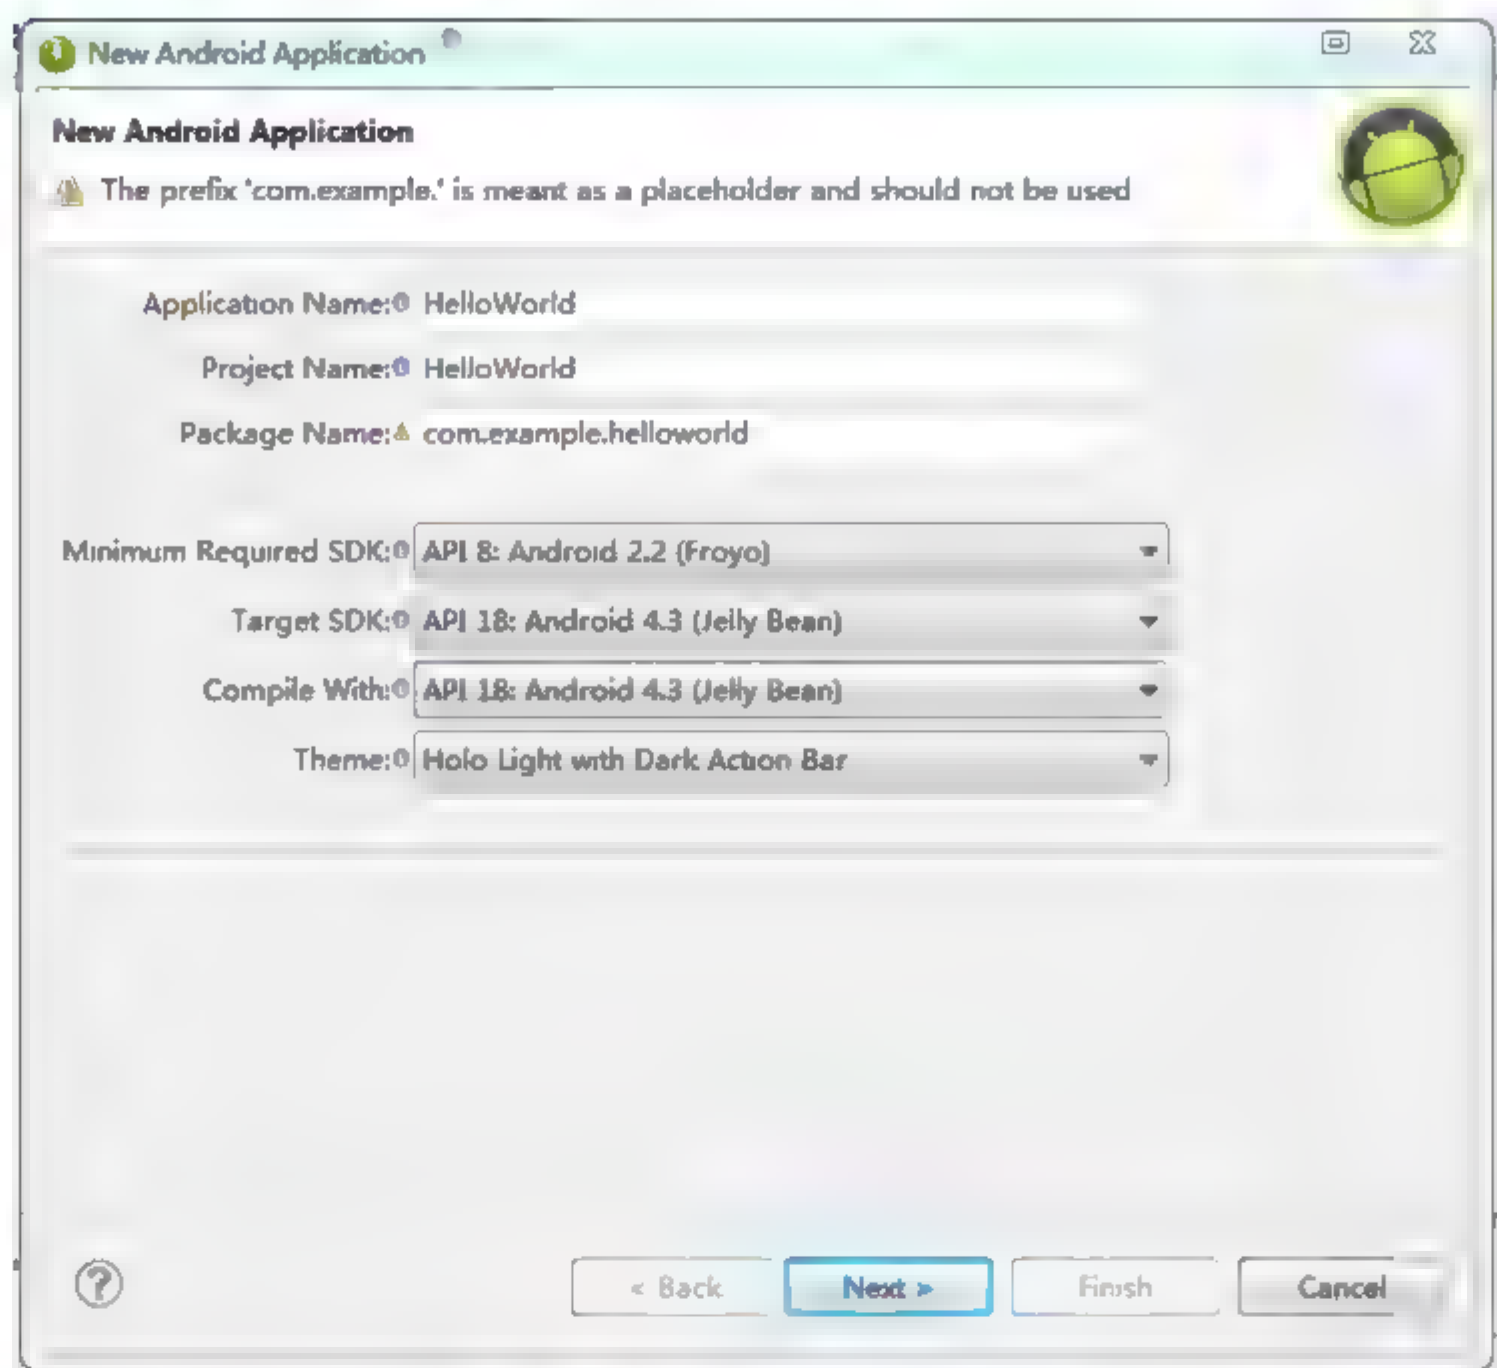 New Android Application
New Android Application
The prefix 'com.example.' is meant as a placeholder and should not be used
Application Name: HelloWorld
Project Name: HelloWorld
Package Name: com.example.helloworld
Minimum Required SDK: API 8: Android 2.2 (Froyo)
Target SDK: API 18: Android 4.3 (Jelly Bean)
Compile With: API 18: Android 4.3 (Jelly Bean)
Theme: Holo Light with Dark Action Bar
? < Back Next > Finish Cancel